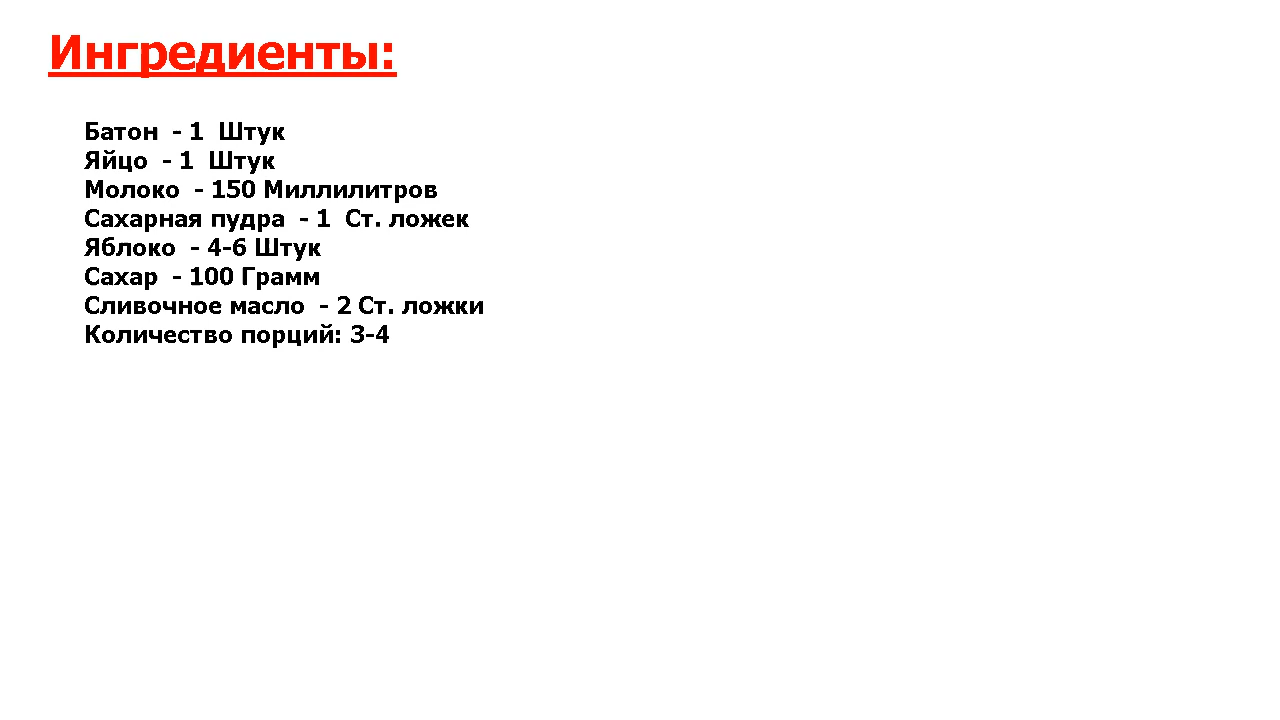 Ингредиенты:
Батон  - 1  Штук
Яйцо  - 1  Штук
Молоко  - 150 Миллилитров
Сахарная пудра  - 1  Ст. ложек
Яблоко  - 4-6 Штук
Сахар  - 100 Грамм
Сливочное масло  - 2 Ст. ложки
Количество порций: 3-4